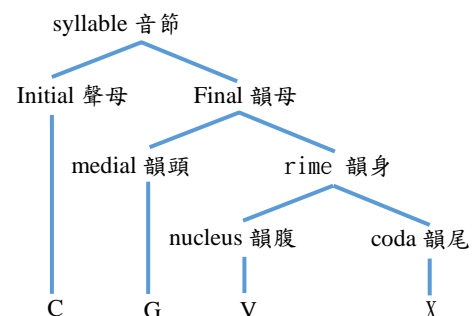 syllable 音節
Initial 聲母 Final 韻母
medial 韻頭 rime 韻身
nucleus 韻腹 coda 韻尾
C G V X